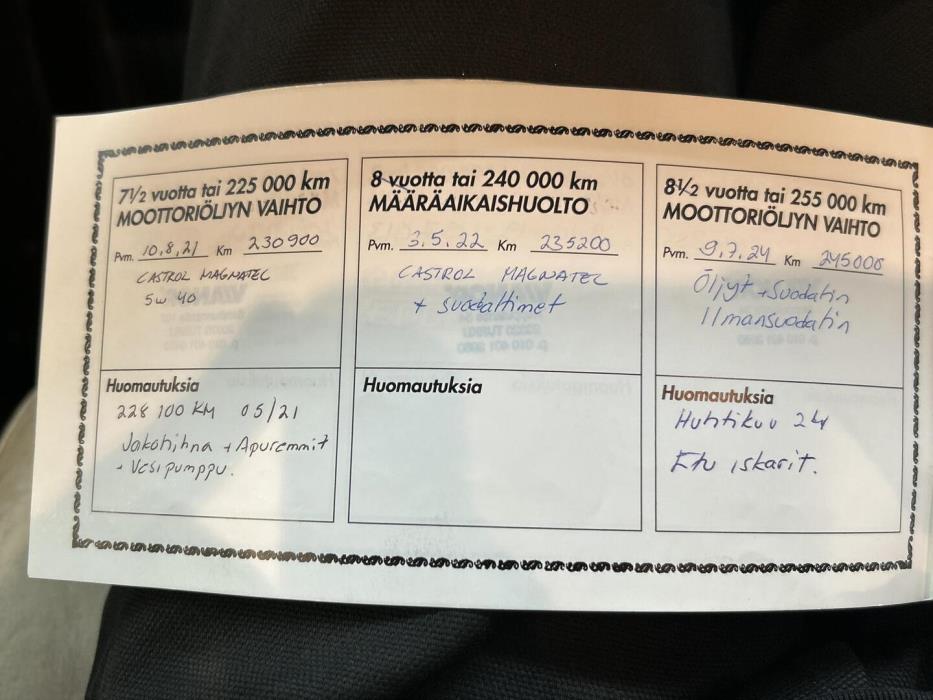 7½ vuotta tai 225 000 km
MOOTTORIÖLJYN VAIHTO
Pvm. 10,8,21 Km 230900
CASTROL MAGNATEC
5W 40
Huomautuksia
228 100 KM 05/21
Jakohihna + Apuremmit
+ Vesipumppu.
8 vuotta tai 240 000 km
MÄÄRÄAIKAISHUOLTO
Pvm. 3.5.22 Km 235200
CASTROL MAGNATEC
+ suodattimet
Huomautuksia
8½ vuotta tai 255 000 km
MOOTTORIÖLJYN VAIHTO
Pvm. 9.7.24 Km 245000
Öljyt + Suodatin
Ilmansuodatin
Huomautuksia
Huhtikuu 24
Etu iskarit.